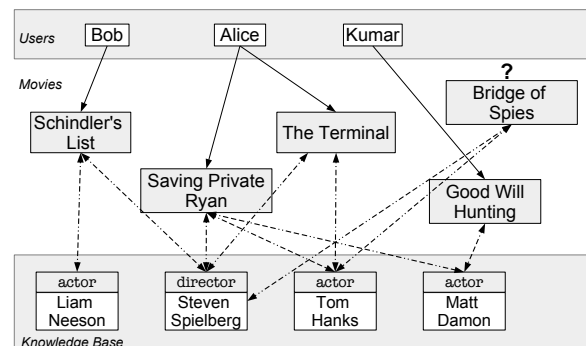 Users
Bob
Alice
Kumar
Movies
?
Bridge of
Spies
Schindler's
List
The Terminal
Saving Private
Ryan
Good Will
Hunting
actor
Liam
Neeson
director
Steven
Spielberg
actor
Tom
Hanks
actor
Matt
Damon
Knowledge Base